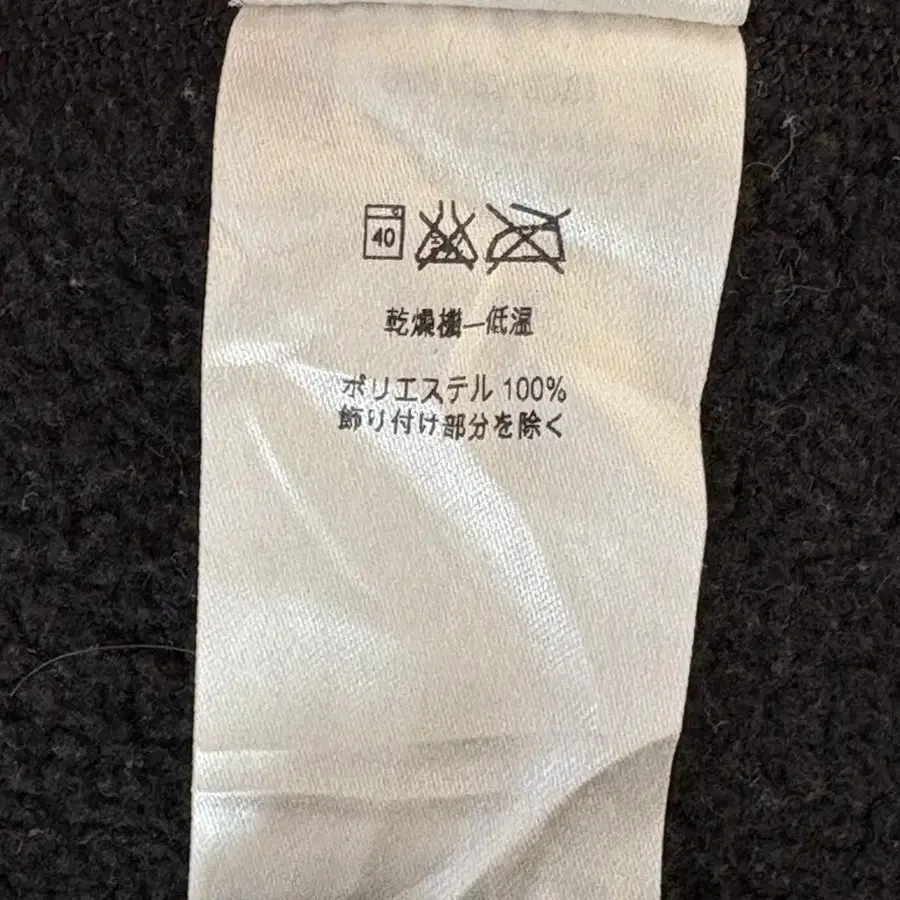 40
乾燥機—低温
ポリエステル 100%
飾り付け部分を除く